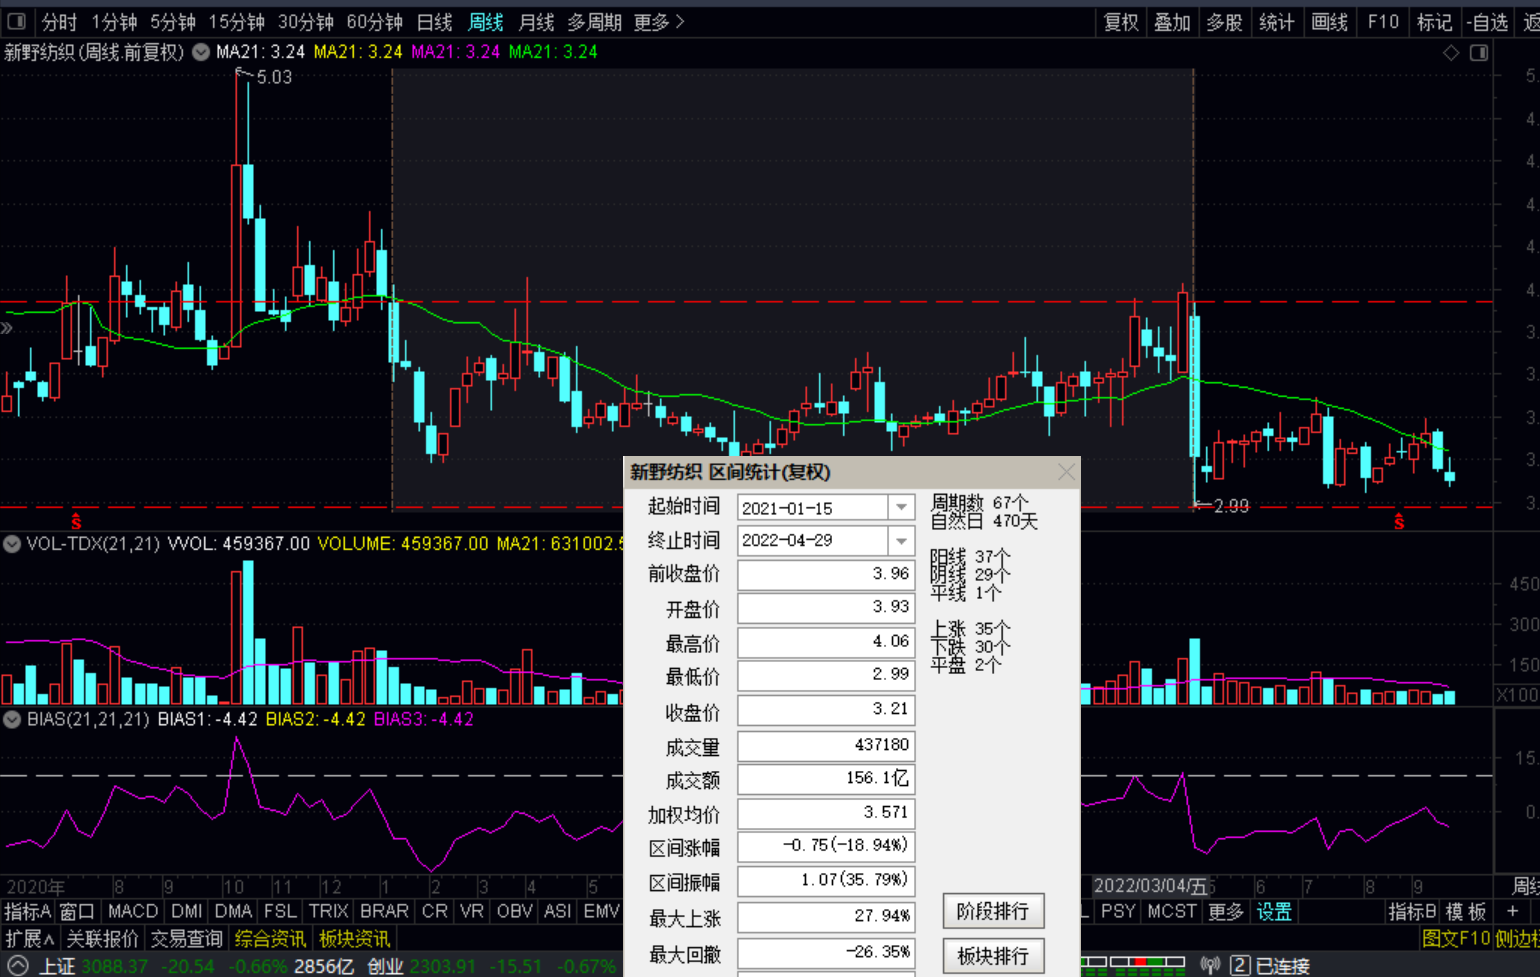 分时 1分钟 5分钟 15分钟 30分钟 60分钟 日线 周线 月线 多周期 更多 > 复权 叠加 多股 统计 画线 F10 标记 -自选
新野纺织(周线.前复权) MA21: 3.24 MA21: 3.24 MA21: 3.24 MA21: 3.24
5.03
2.99
S S
VOL-TDX(21,21) VVOL: 459367.00 VOLUME: 459367.00 MA21: 631002.5
450
300
150
X100
BIAS(21,21,21) BIAS1: -4.42 BIAS2: -4.42 BIAS3: -4.42
15.
0.
新野纺织 区间统计(复权)
起始时间 2021-01-15
终止时间 2022-04-29
前收盘价 3.96
开盘价 3.93
最高价 4.06
最低价 2.99
收盘价 3.21
成交量 437180
成交额 156.1亿
加权均价 3.571
区间涨幅 -0.75(-18.94%)
区间振幅 1.07(35.79%)
最大上涨 27.94%
最大回撤 -26.35%
周期数 67个
自然日 470天
阳线 37个
阴线 29个
平线 1个
上涨 35个
下跌 30个
平盘 2个
阶段排行
板块排行
2020年 8 9 10 11 12 1 2 3 4 5 2022/03/04/五 6 7 8 9 周线
指标A 窗口 MACD DMI DMA FSL TRIX BRAR CR VR OBV ASI EMV PSY MCST 更多 设置 指标B 模板 +
扩展∧ 关联报价 交易查询 综合资讯 板块资讯 图文F10 侧边栏
上证 3088.37 -20.54 -0.66% 2856亿 创业 2303.91 -15.51 -0.67% 2 已连接